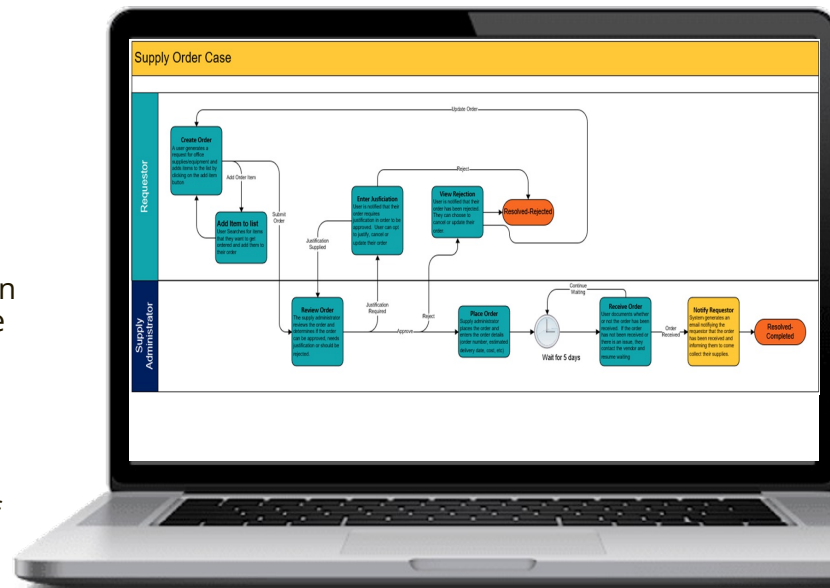 Supply Order Case
Requestor
Update Order
Create Order
A user generates a
request for office
supplies/equipment and
adds items to the list by
clicking on the add item
button
Add Order Item
Add Item to list
User Searches for items
that they want to get
ordered and add them to
their order
Submit
Order
Reject
Enter Justiciation
User is notified that their
order requires
justification in order to be
approved. User can opt
to justify, cancel or
update their order
View Rejection
User is notified that their
order has been rejected.
They can choose to
cancel or update their
order
Resolved-Rejected
Justification
Supplied
Supply
Administrator
Review Order
The supply administrator
reviews the order and
determines if the order
can be approved, needs
justification or should be
rejected.
Justification
Required
Reject
Approve
Place Order
Supply administrator
places the order and
enters the order details
(order number, estimated
delivery date, cost, etc)
Continue
Waiting
Wait for 5 days
Receive Order
User documents whether
or not the order has been
received. If the order
has not been received or
there is an issue, they
contact the vendor and
resume waiting
Order
Received
Notify Requestor
System generates an
email notifying the
requestor that the order
has been received and
informing them to come
collect their supplies.
Resolved-
Completed